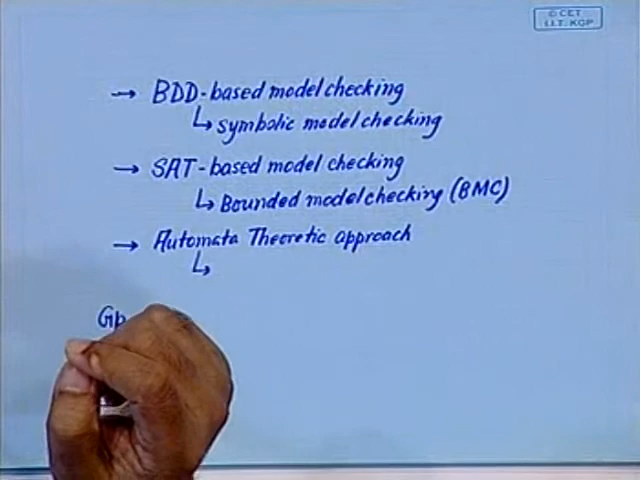 © CET
I.I.T. KGP
→ BDD-based model checking
↳ symbolic model checking
→ SAT-based model checking
↳ Bounded model checking (BMC)
→ Automata Theoretic approach
↳
Gp